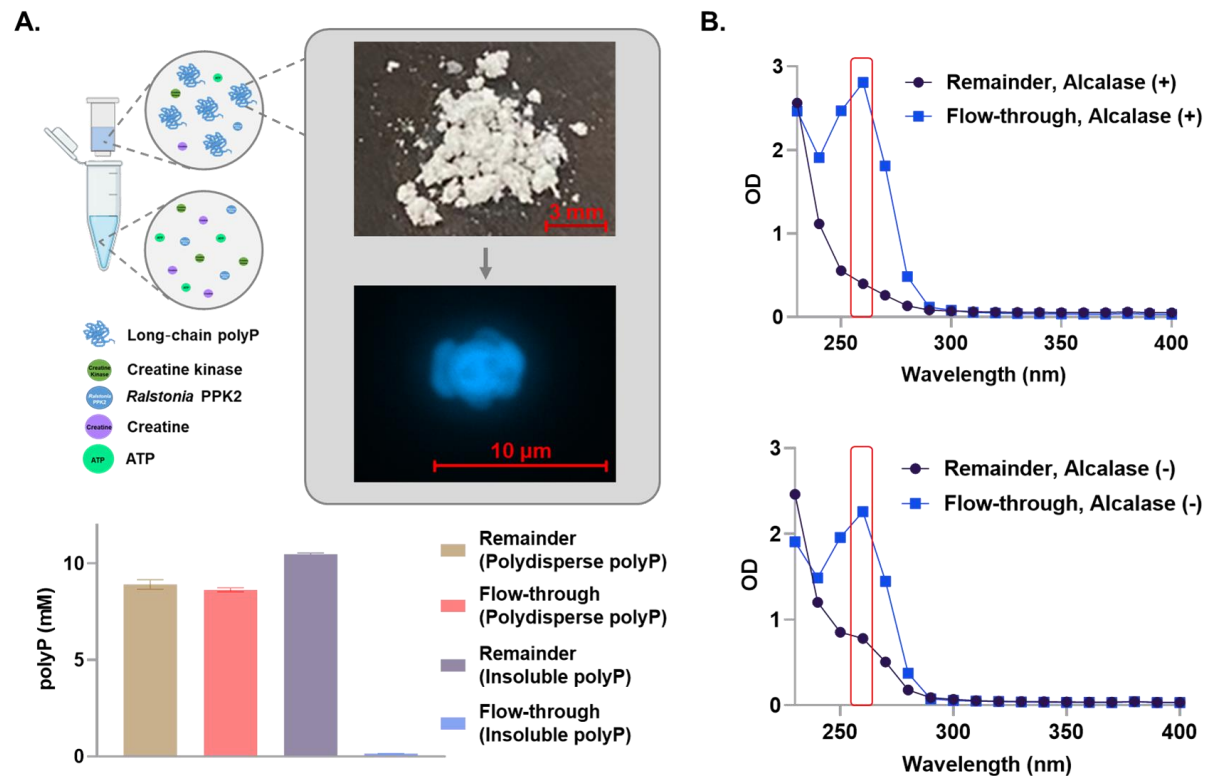 A.
3 mm
10 µm
Long-chain polyP
Creatine Kinase
Creatine kinase
Ralstonia PPK2
Ralstonia PPK2
Creatine
Creatine
ATP
ATP
polyP (mM)
10
5
0
Remainder
(Polydisperse polyP)
Flow-through
(Polydisperse polyP)
Remainder
(Insoluble polyP)
Flow-through
(Insoluble polyP)
B.
Remainder, Alcalase (+)
Flow-through, Alcalase (+)
OD
3
2
1
0
250
300
350
400
Wavelength (nm)
Remainder, Alcalase (-)
Flow-through, Alcalase (-)
OD
3
2
1
0
250
300
350
400
Wavelength (nm)